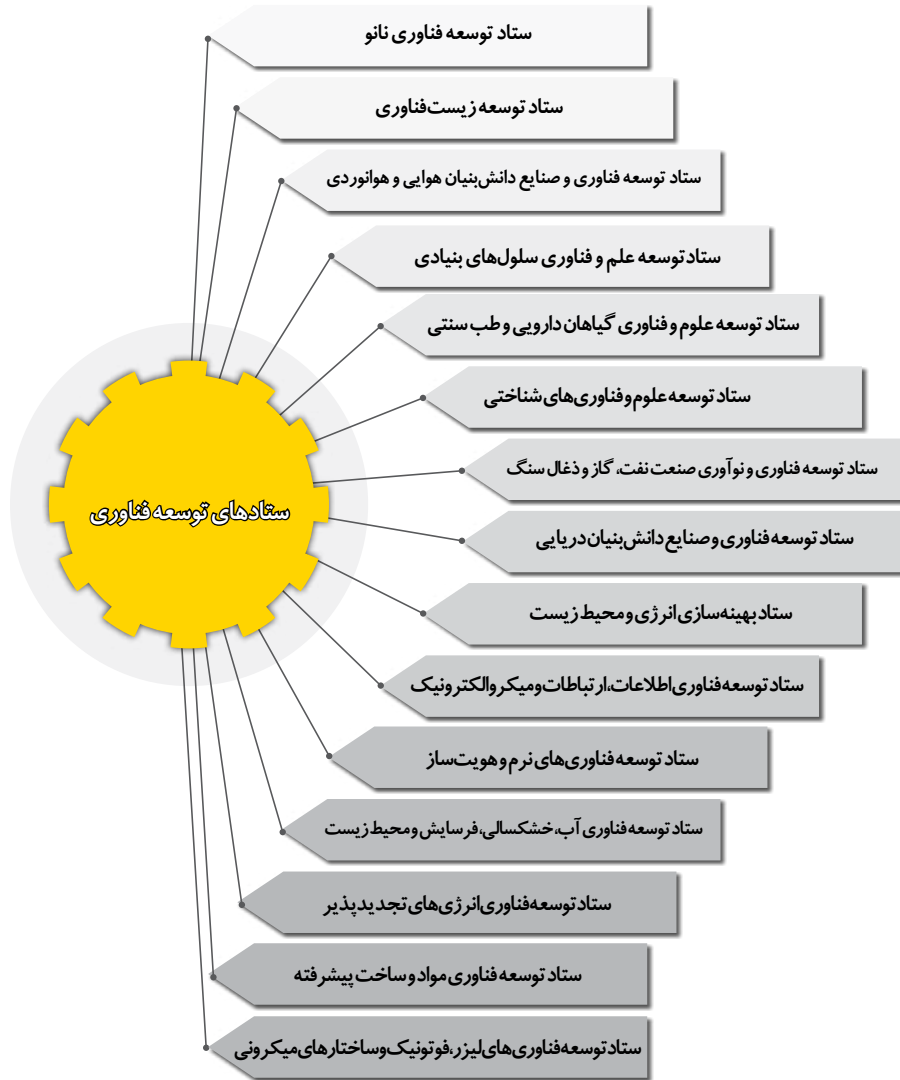 ستاد توسعه فناوری نانو
ستاد توسعه زیست‌فناوری
ستاد توسعه فناوری و صنایع دانش‌بنیان هوایی و هوانوردی
ستاد توسعه علم و فناوری سلول‌های بنیادی
ستاد توسعه علوم و فناوری گیاهان دارویی و طب سنتی
ستاد توسعه علوم و فناوری‌های شناختی
ستاد توسعه فناوری و نوآوری صنعت نفت، گاز و ذغال سنگ
ستادهای توسعه فناوری
ستاد توسعه فناوری و صنایع دانش‌بنیان دریایی
ستاد بهینه‌سازی انرژی و محیط زیست
ستاد توسعه فناوری اطلاعات، ارتباطات و میکروالکترونیک
ستاد توسعه فناوری‌های نرم و هویت‌ساز
ستاد توسعه فناوری آب، خشکسالی، فرسایش و محیط زیست
ستاد توسعه فناوری انرژی‌های تجدیدپذیر
ستاد توسعه فناوری مواد و ساخت پیشرفته
ستاد توسعه فناوری‌های لیزر، فوتونیک و ساختارهای میکرونی